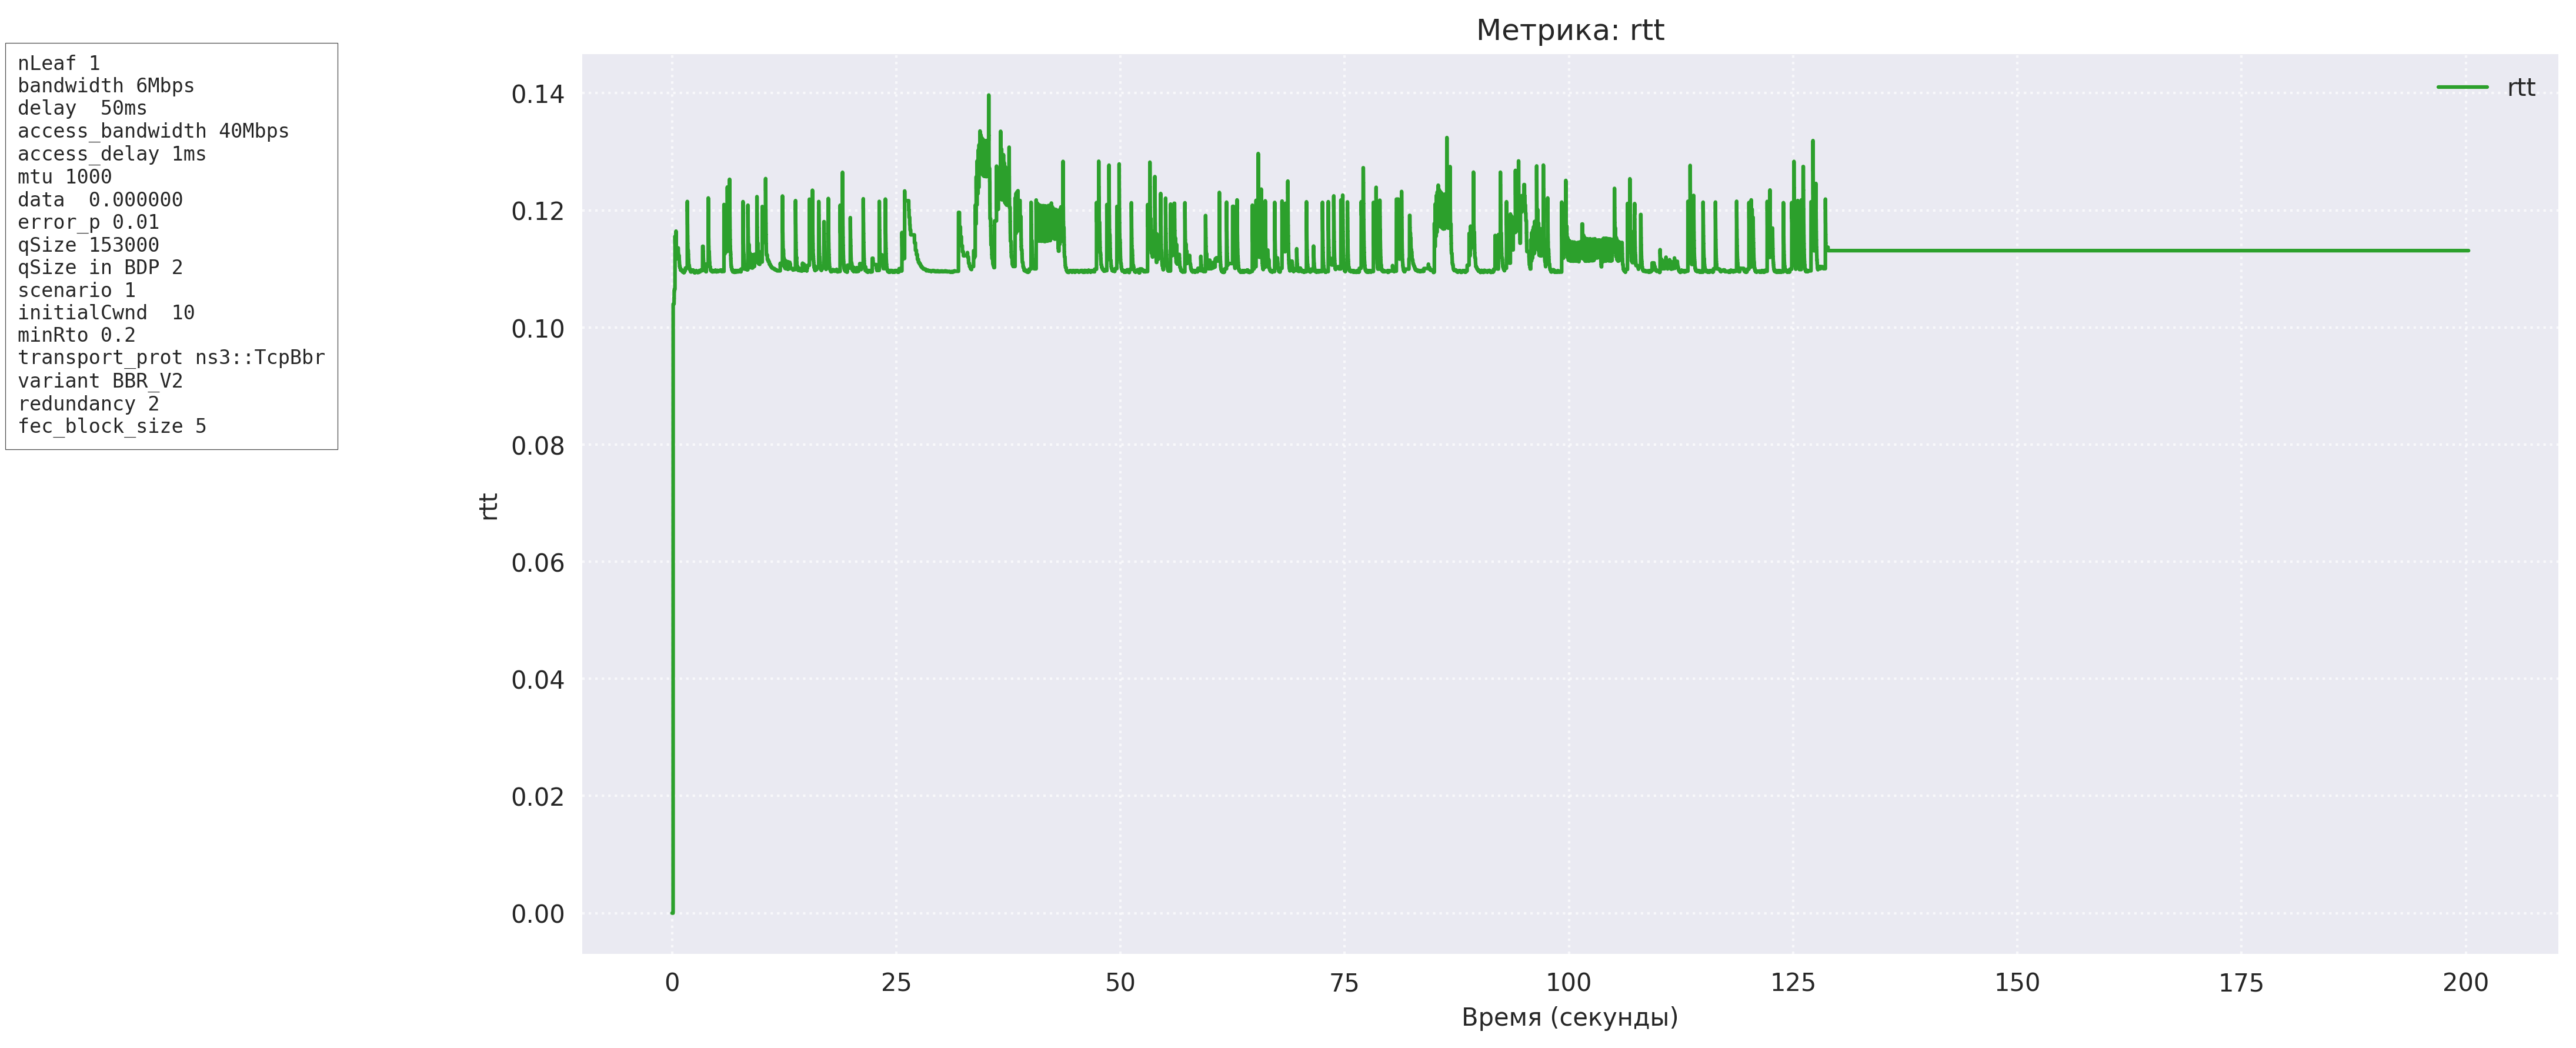 Метрика: rtt
nLeaf 1
bandwidth 6Mbps
delay  50ms
access_bandwidth 40Mbps
access_delay 1ms
mtu 1000
data  0.000000
error_p 0.01
qSize 153000
qSize in BDP 2
scenario 1
initialCwnd  10
minRto 0.2
transport_prot ns3::TcpBbr
variant BBR_V2
redundancy 2
fec_block_size 5
rtt
rtt
0.14
0.12
0.10
0.08
0.06
0.04
0.02
0.00
0 25 50 75 100 125 150 175 200
Время (секунды)